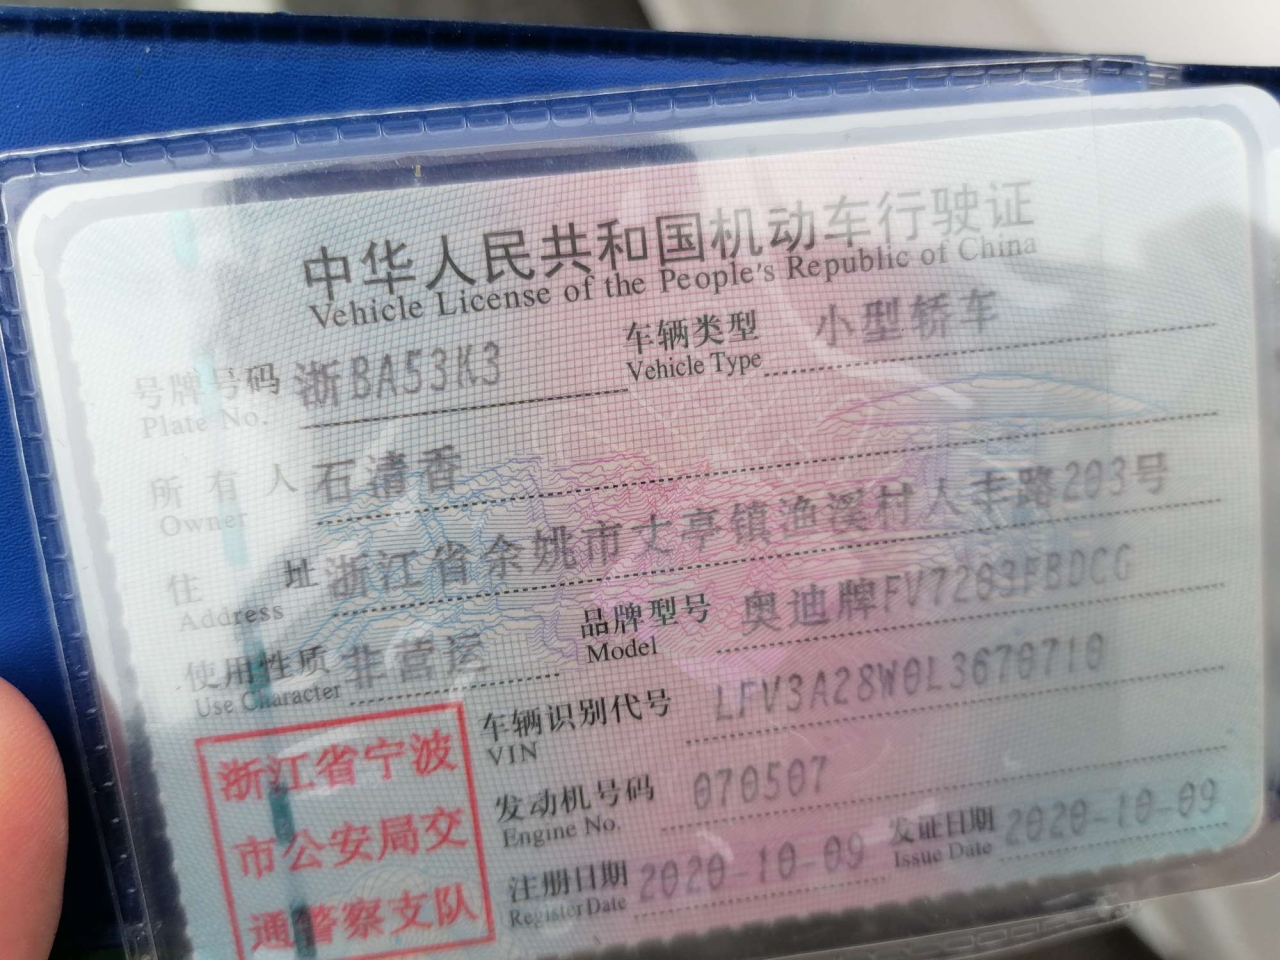 中华人民共和国机动车行驶证
Vehicle License of the People's Republic of China
号牌号码 浙BA53K3 车辆类型 小型轿车
Plate No. Vehicle Type
所有人 石清香
Owner
住址 浙江省余姚市丈亭镇渔溪村人丰路203号
Address
使用性质 非营运 品牌型号 奥迪牌FV7203FBDCG
Use Character Model
车辆识别代号 LFV3A28W0L3670710
VIN
发动机号码 070507
Engine No.
注册日期 2020-10-09 发证日期 2020-10-09
Register Date Issue Date
浙江省宁波
市公安局交
通警察支队